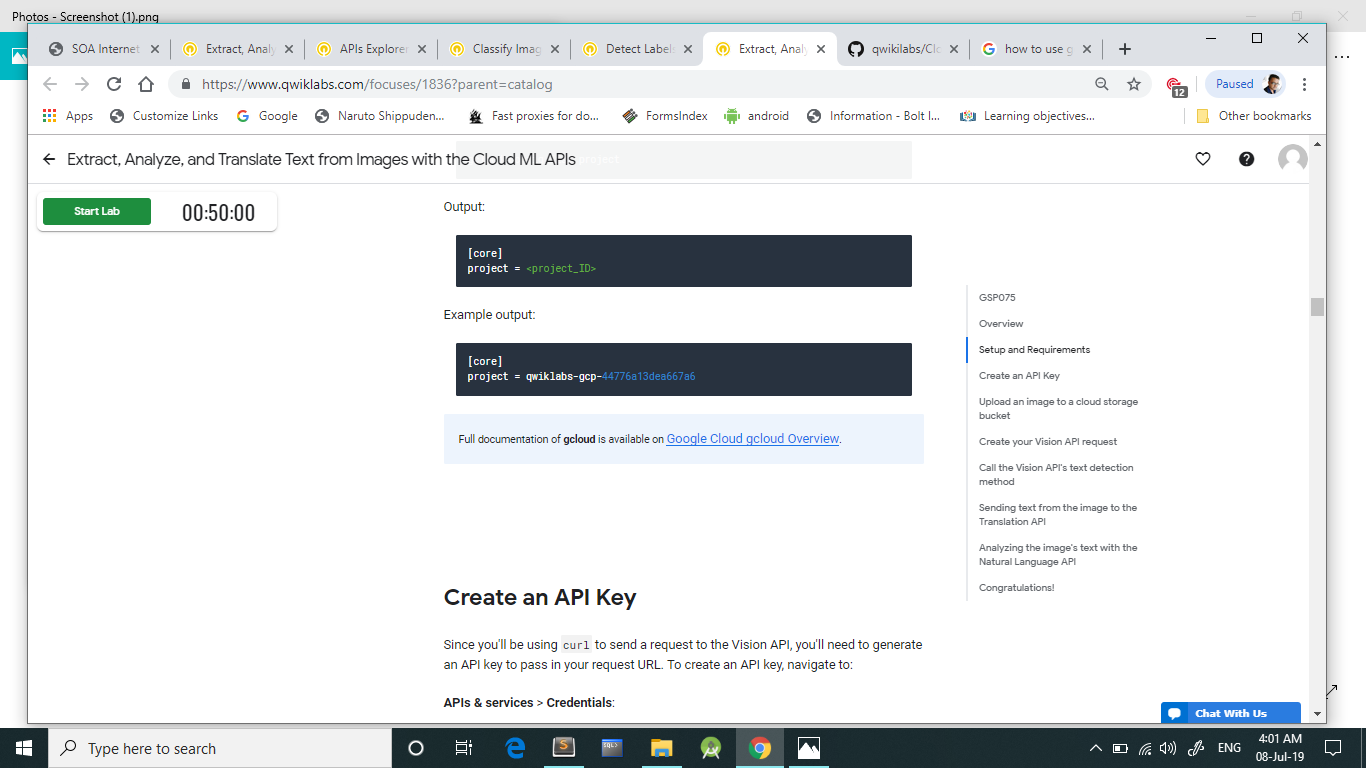 Photos - Screenshot (1).png
SOA Internet
Extract, Analy
APIs Explorer
Classify Imag
Detect Labels
Extract, Analy
qwikilabs/Clo
how to use g
https://www.qwiklabs.com/focuses/1836?parent=catalog
12
Paused
Apps
Customize Links
Google
Naruto Shippuden...
Fast proxies for do...
FormsIndex
android
Information - Bolt I...
Learning objectives...
Other bookmarks
Extract, Analyze, and Translate Text from Images with the Cloud ML APIs
Start Lab
00:50:00
Output:
[core]
project = <project_ID>
Example output:
[core]
project = qwiklabs-gcp-44776a13dea667a6
Full documentation of gcloud is available on Google Cloud gcloud Overview.
Create an API Key
Since you'll be using curl to send a request to the Vision API, you'll need to generate
an API key to pass in your request URL. To create an API key, navigate to:
APIs & services > Credentials:
GSP075
Overview
Setup and Requirements
Create an API Key
Upload an image to a cloud storage
bucket
Create your Vision API request
Call the Vision API's text detection
method
Sending text from the image to the
Translation API
Analyzing the image's text with the
Natural Language API
Congratulations!
Chat With Us
Type here to search
ENG
4:01 AM
08-Jul-19